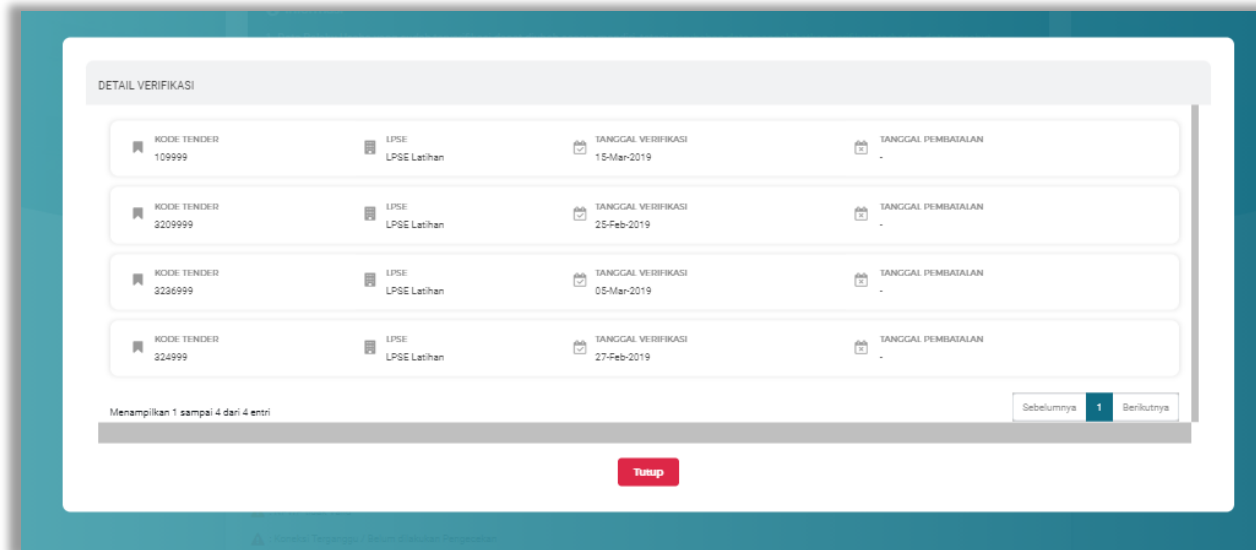 DETAIL VERIFIKASI
KODE TENDER LPSE TANGGAL VERIFIKASI TANGGAL PEMBATALAN
109999 LPSE Latihan 15-Mar-2019 -
KODE TENDER LPSE TANGGAL VERIFIKASI TANGGAL PEMBATALAN
3209999 LPSE Latihan 25-Feb-2019 -
KODE TENDER LPSE TANGGAL VERIFIKASI TANGGAL PEMBATALAN
3236999 LPSE Latihan 05-Mar-2019 -
KODE TENDER LPSE TANGGAL VERIFIKASI TANGGAL PEMBATALAN
324999 LPSE Latihan 27-Feb-2019 -
Menampilkan 1 sampai 4 dari 4 entri Sebelumnya 1 Berikutnya
Tutup